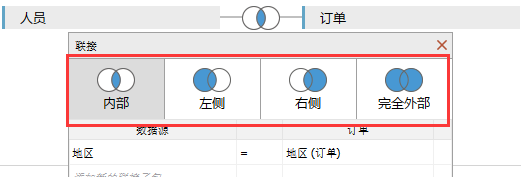 人员 订单
联接
内部 左侧 右侧 完全外部
数据源 订单
地区 = 地区 (订单)